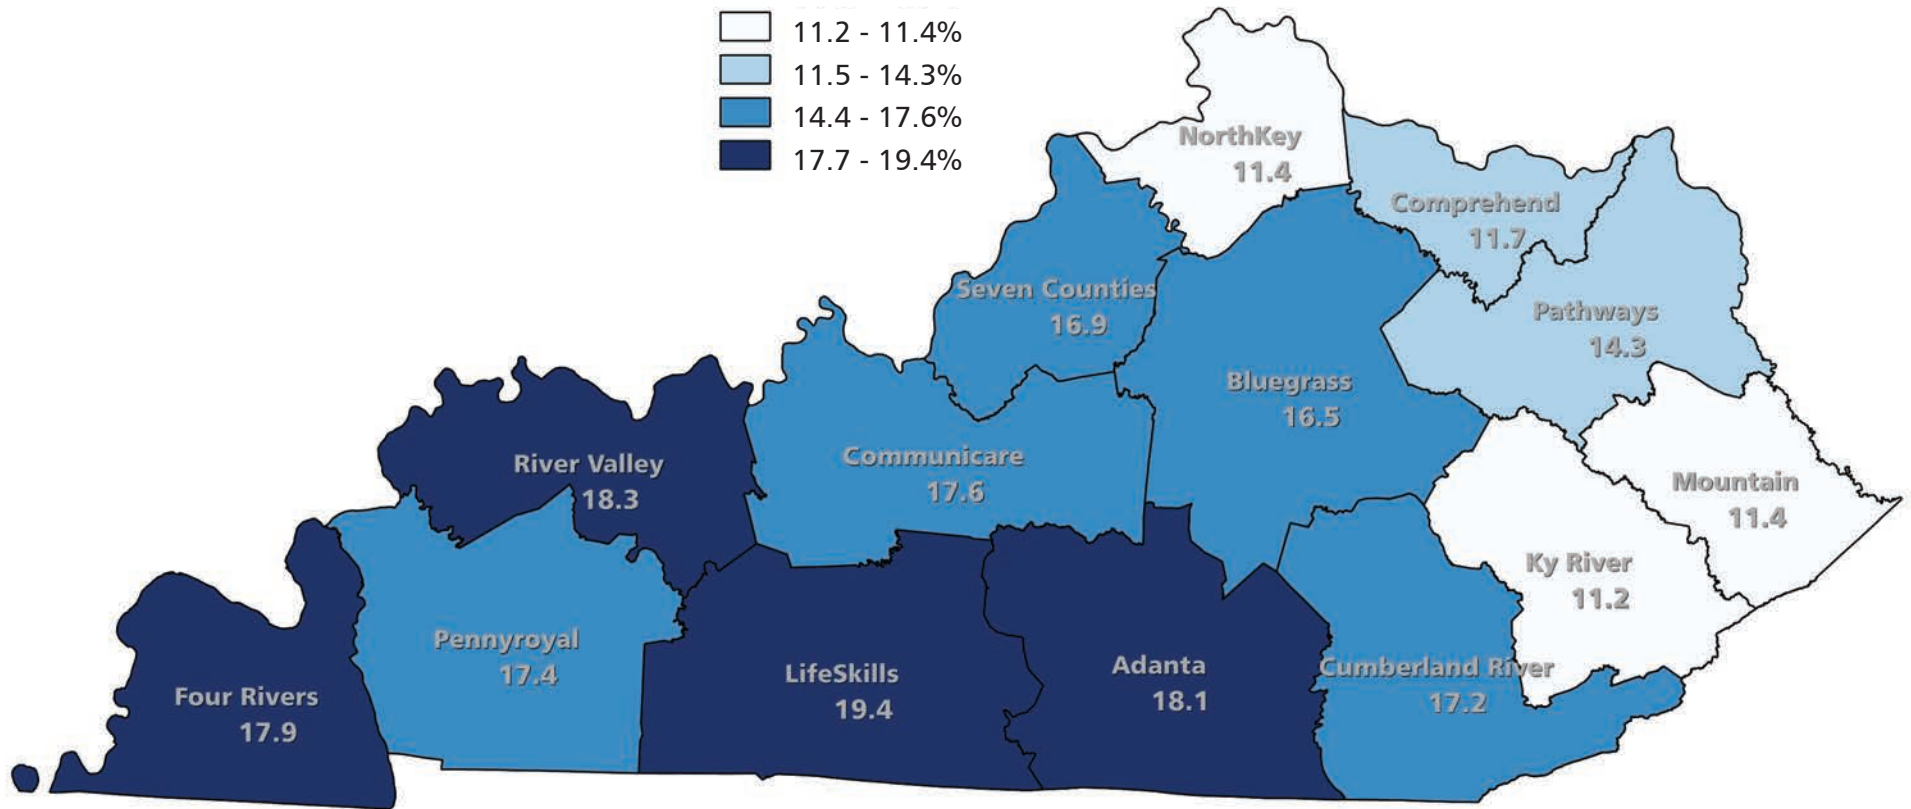 11.2 - 11.4%
11.5 - 14.3%
14.4 - 17.6%
17.7 - 19.4%
NorthKey
11.4
Comprehend
11.7
Seven Counties
16.9
Pathways
14.3
Bluegrass
16.5
River Valley
18.3
Communicare
17.6
Mountain
11.4
Ky River
11.2
Pennyroyal
17.4
Four Rivers
17.9
LifeSkills
19.4
Adanta
18.1
Cumberland River
17.2